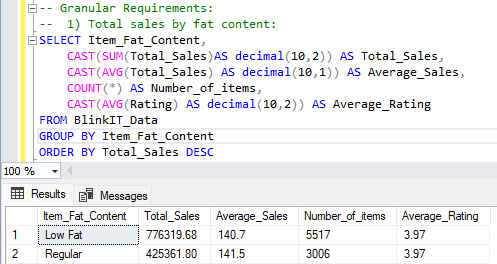 -- Granular Requirements:
-- 1) Total sales by fat content:
SELECT Item_Fat_Content,
CAST(SUM(Total_Sales)AS decimal(10,2)) AS Total_Sales,
CAST(AVG(Total_Sales) AS decimal(10,1)) AS Average_Sales,
COUNT(*) AS Number_of_items,
CAST(AVG(Rating) AS decimal(10,2)) AS Average_Rating
FROM BlinkIT_Data
GROUP BY Item_Fat_Content
ORDER BY Total_Sales DESC
100 %
Results Messages
Item_Fat_Content Total_Sales Average_Sales Number_of_items Average_Rating
1 Low Fat 776319.68 140.7 5517 3.97
2 Regular 425361.80 141.5 3006 3.97